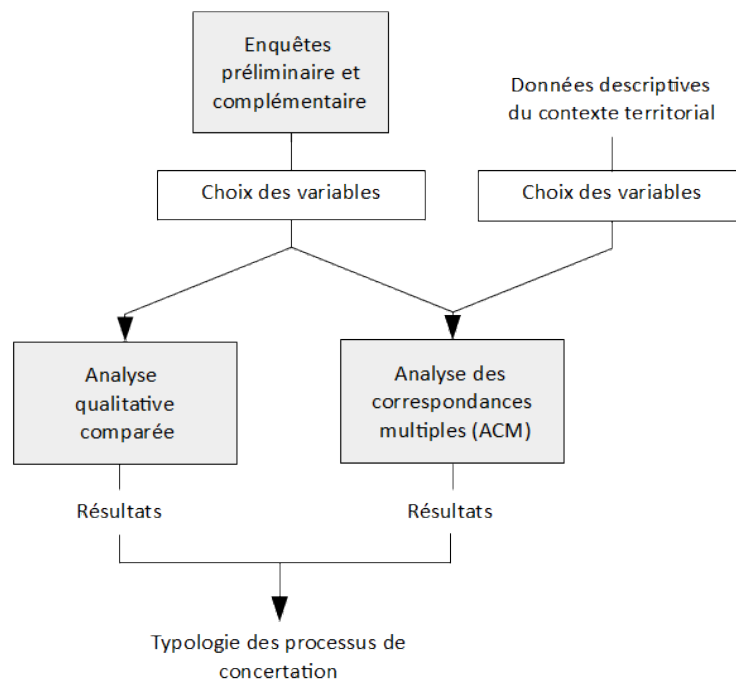 Enquêtes
préliminaire et
complémentaire
Données descriptives
du contexte territorial
Choix des variables
Choix des variables
Analyse
qualitative
comparée
Analyse des
correspondances
multiples (ACM)
Résultats
Résultats
Typologie des processus de
concertation